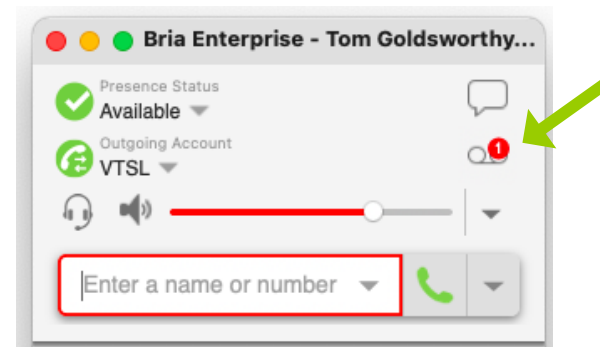 Bria Enterprise - Tom Goldsworthy...
Presence Status
Available
Outgoing Account
VTSL
1
Enter a name or number